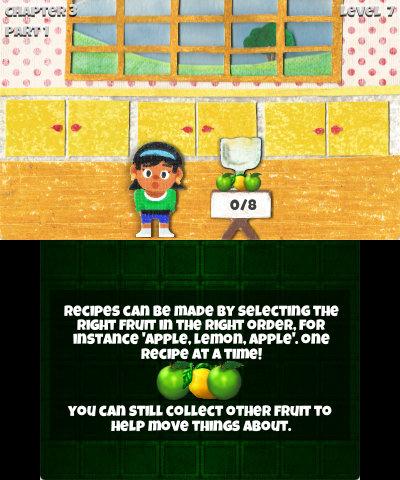 CHAPTER 3
LEVEL 7
PART 1
0/8
RECIPES CAN BE MADE BY SELECTING THE
RIGHT FRUIT IN THE RIGHT ORDER, FOR
INSTANCE 'APPLE, LEMON, APPLE'. ONE
RECIPE AT A TIME!
YOU CAN STILL COLLECT OTHER FRUIT TO
HELP MOVE THINGS ABOUT.